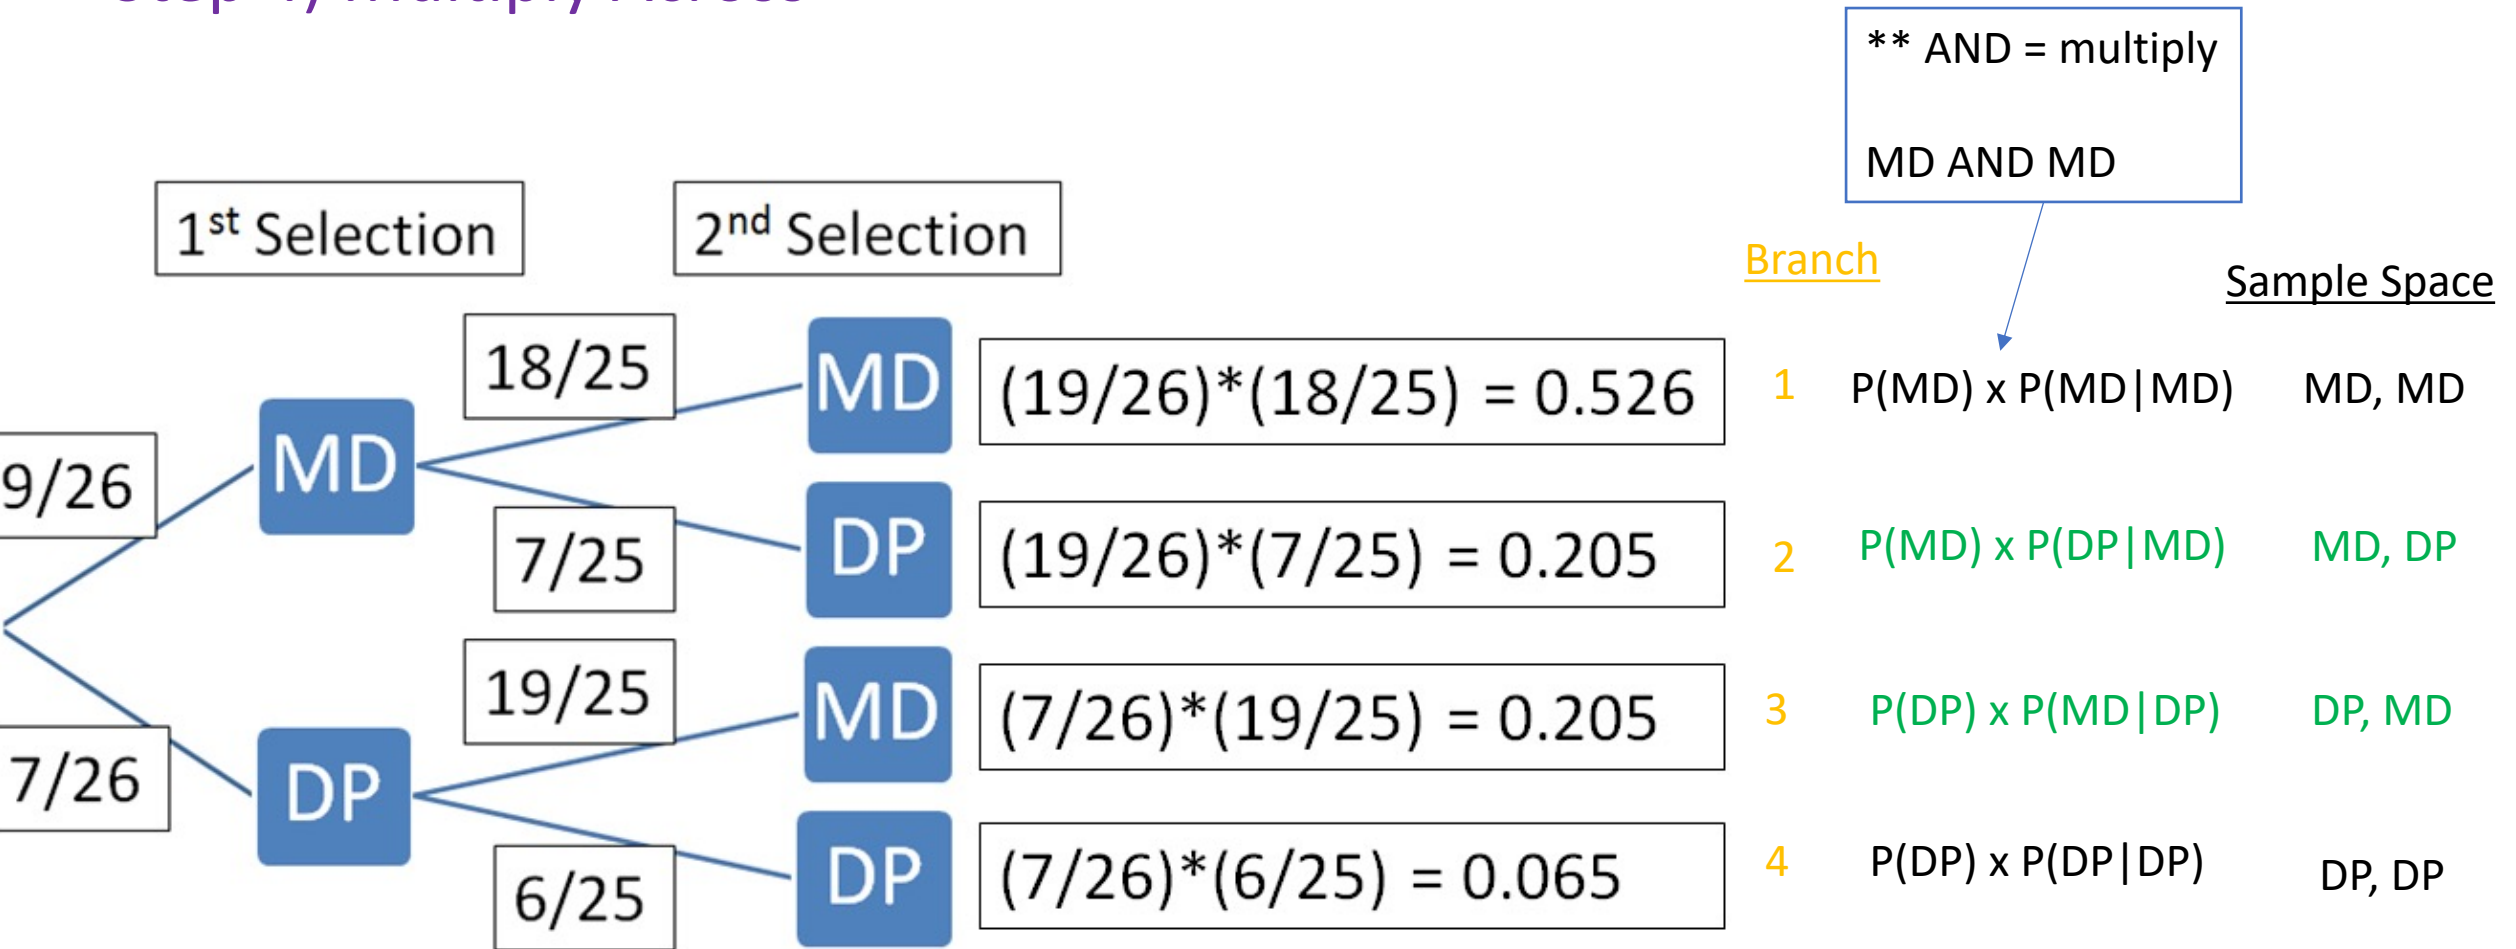 ** AND = multiply
MD AND MD
1st Selection
2nd Selection
Branch
Sample Space
18/25
MD
(19/26)*(18/25) = 0.526
1
P(MD) x P(MD|MD)
MD, MD
9/26
MD
7/25
DP
(19/26)*(7/25) = 0.205
2
P(MD) x P(DP|MD)
MD, DP
19/25
MD
(7/26)*(19/25) = 0.205
3
P(DP) x P(MD|DP)
DP, MD
7/26
DP
6/25
DP
(7/26)*(6/25) = 0.065
4
P(DP) x P(DP|DP)
DP, DP